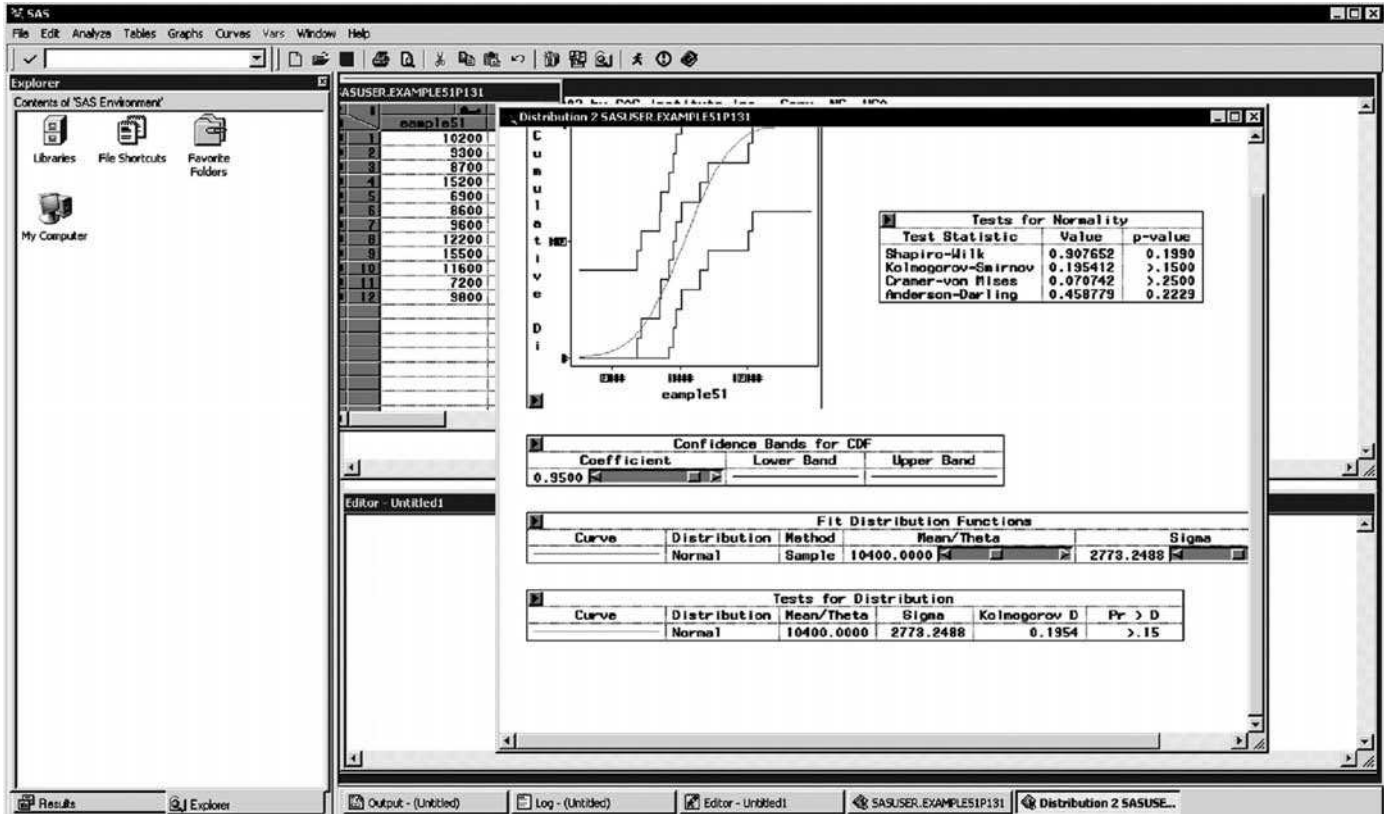 SAS
File Edit Analyze Tables Graphs Curves Vars Window Help
Explorer
Contents of 'SAS Environment'
Libraries
File Shortcuts
Favorite Folders
My Computer
ASUSER.EXAMPLE51P131
eample51
1 10200
2 9300
3 8700
4 15200
5 6900
6 8600
7 9600
8 12200
9 15500
10 11600
11 7200
12 9800
Distribution 2 SASUSER.EXAMPLE51P131
Cumulative Di
eample51
Tests for Normality
Test Statistic Value p-value
Shapiro-Wilk 0.907652 0.1990
Kolmogorov-Smirnov 0.195412 >.1500
Cramer-von Mises 0.070742 >.2500
Anderson-Darling 0.458779 0.2229
Confidence Bands for CDF
Coefficient Lower Band Upper Band
0.9500
Fit Distribution Functions
Curve Distribution Method Mean/Theta Sigma
Normal Sample 10400.0000 2773.2488
Tests for Distribution
Curve Distribution Mean/Theta Sigma Kolmogorov D Pr > D
Normal 10400.0000 2773.2488 0.1954 >.15
Editor - Untitled1
Results
Explorer
Output - (Untitled)
Log - (Untitled)
Editor - Untitled1
SASUSER.EXAMPLE51P131
Distribution 2 SASUSE...